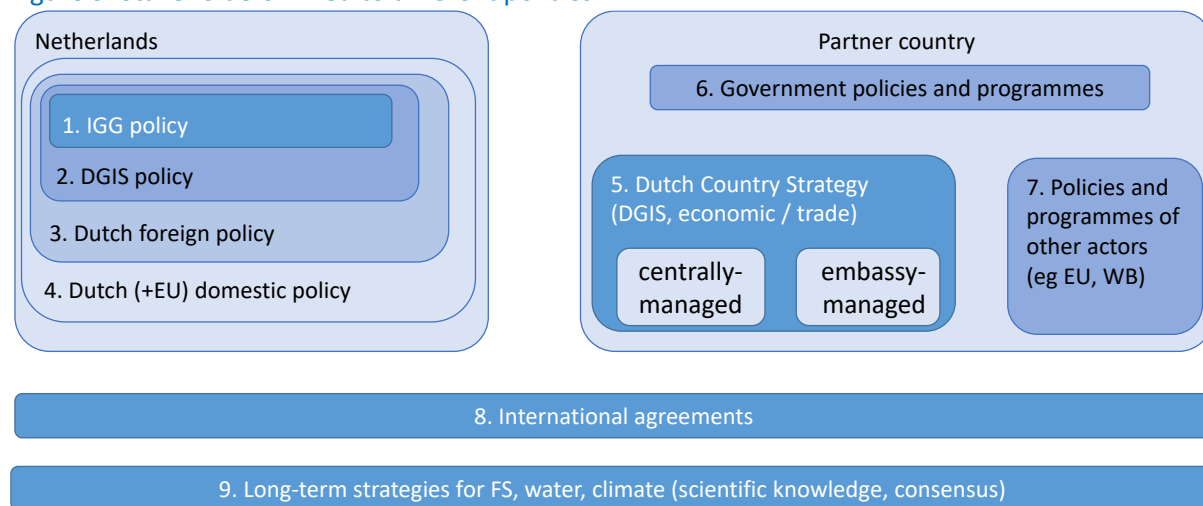 Netherlands
1. IGG policy
2. DGIS policy
3. Dutch foreign policy
4. Dutch (+EU) domestic policy
Partner country
6. Government policies and programmes
5. Dutch Country Strategy
(DGIS, economic / trade)
centrally-
managed
embassy-
managed
7. Policies and
programmes of
other actors
(eg EU, WB)
8. International agreements
9. Long-term strategies for FS, water, climate (scientific knowledge, consensus)